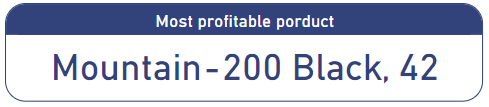 Most profitable porduct
Mountain-200 Black, 42